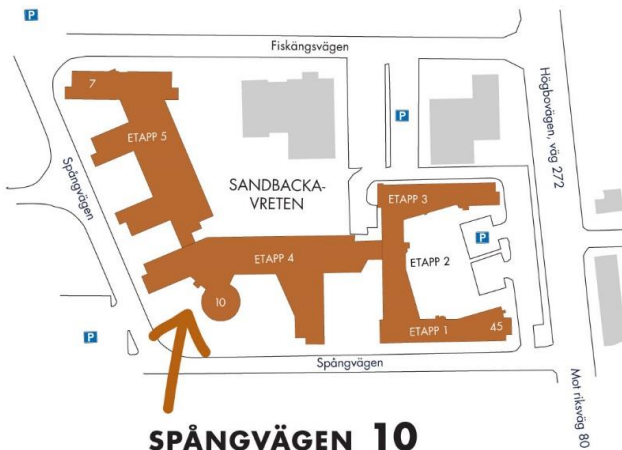 P
Fiskängsvägen
7
ETAPP 5
P
Högbovägen, väg 272
Spångvägen
SANDBACKA-
VRETEN
ETAPP 3
P
ETAPP 4
ETAPP 2
10
ETAPP 1
45
P
Spångvägen
Mot riksväg 80
SPÅNGVÄGEN 10